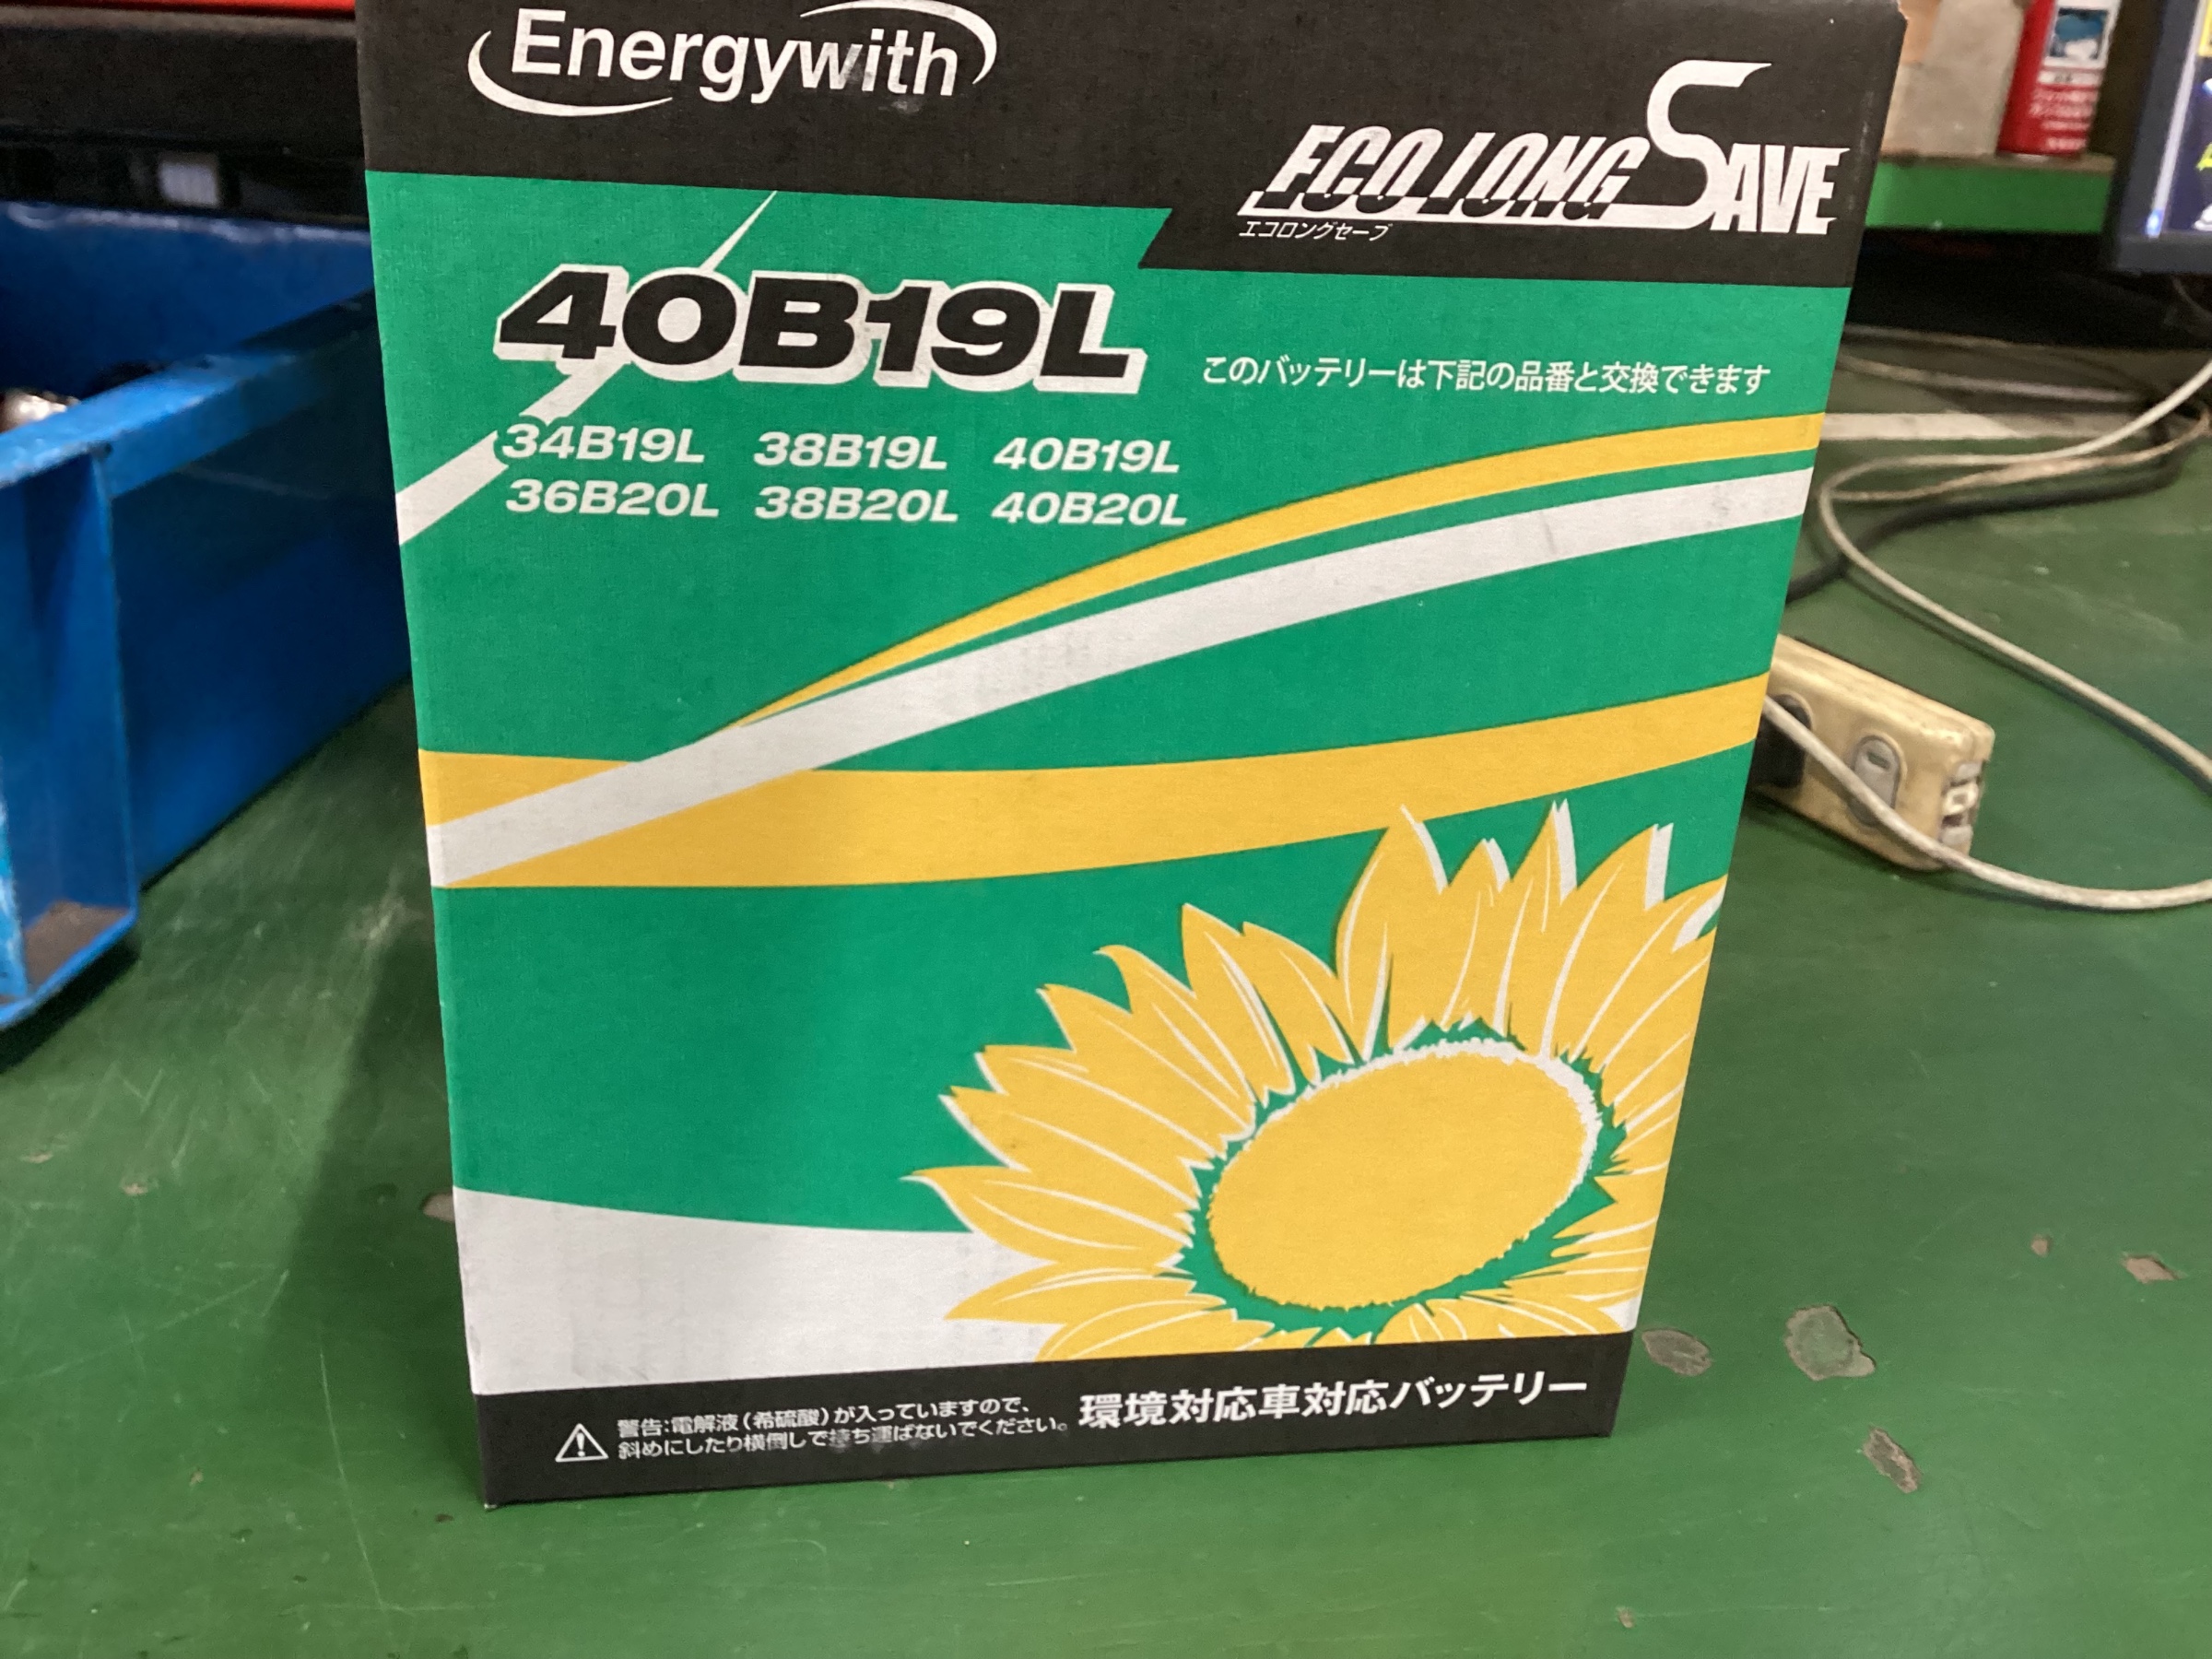 Energywith
ECO LONG SAVE
エコロングセーブ
40B19L
このバッテリーは下記の品番と交換できます
34B19L 38B19L 40B19L
36B20L 38B20L 40B20L
警告:電解液(希硫酸)が入っていますので、
斜めにしたり横倒しで持ち運ばないでください。
環境対応車対応バッテリー